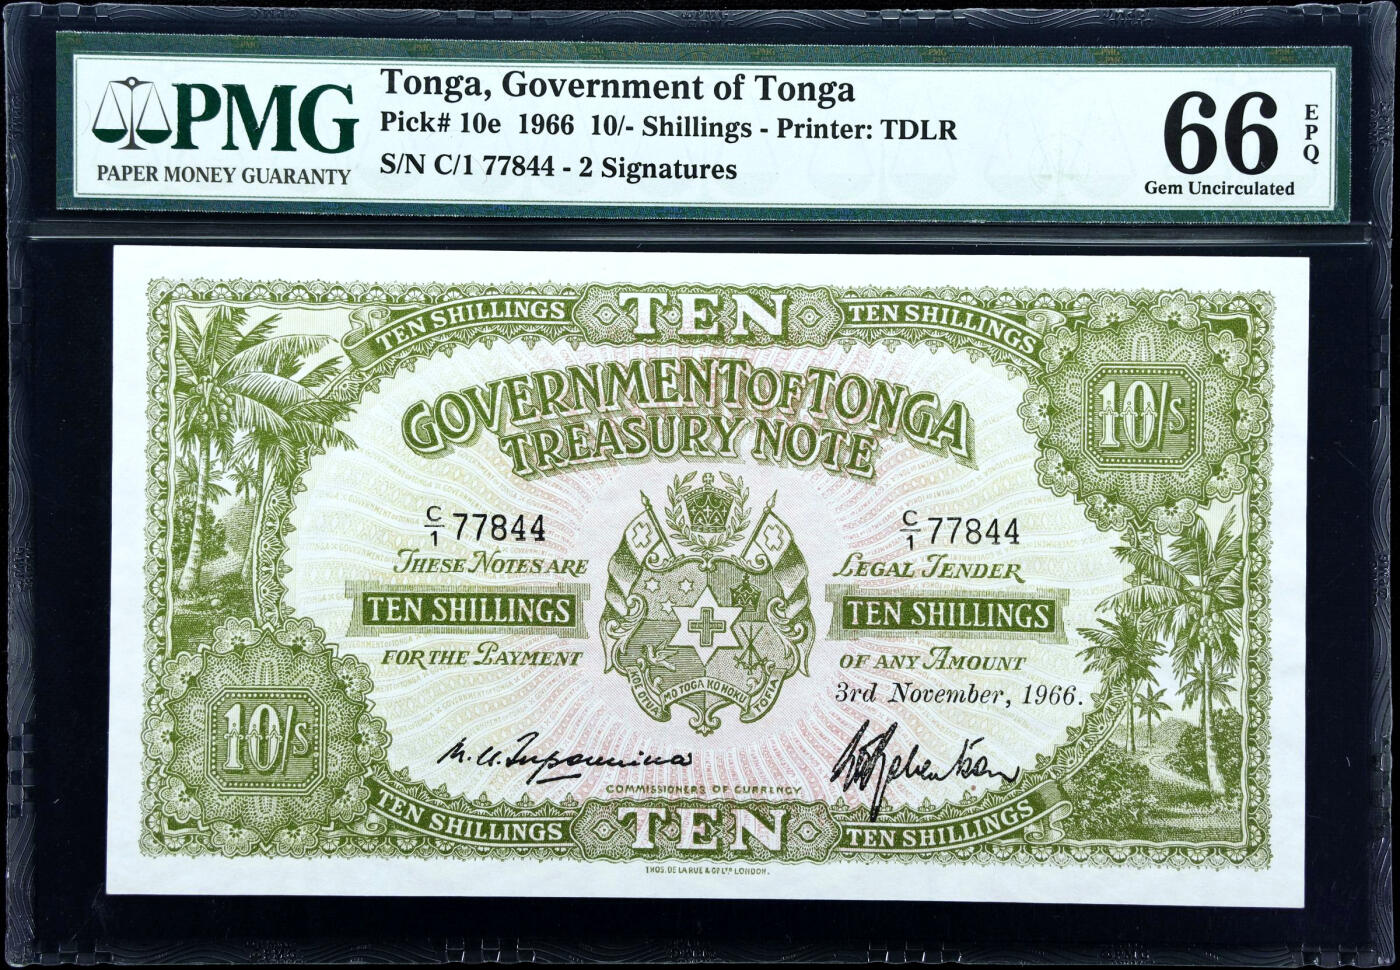 PMG
PAPER MONEY GUARANTY
Tonga, Government of Tonga
Pick# 10e 1966 10/- Shillings - Printer: TDLR
S/N C/1 77844 - 2 Signatures
66
EPQ
Gem Uncirculated
TEN SHILLINGS TEN TEN SHILLINGS
GOVERNMENT OF TONGA
TREASURY NOTE
10/s
C/1 77844 C/1 77844
THESE NOTES ARE LEGAL TENDER
TEN SHILLINGS TEN SHILLINGS
FOR THE PAYMENT OF ANY AMOUNT
KO E OTUA MO TOGA KO HOKU TOFIA
3rd November, 1966.
10/s
COMMISSIONERS OF CURRENCY
TEN SHILLINGS TEN TEN SHILLINGS
THOS. DE LA RUE & CO LTD LONDON.